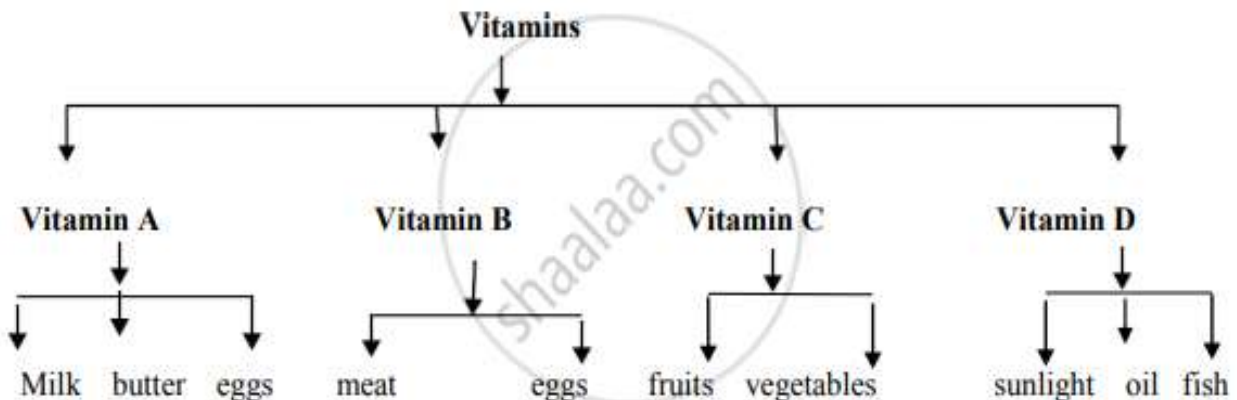 Vitamins
Vitamin A Vitamin B Vitamin C Vitamin D
Milk butter eggs meat eggs fruits vegetables sunlight oil fish
shaalaa.com